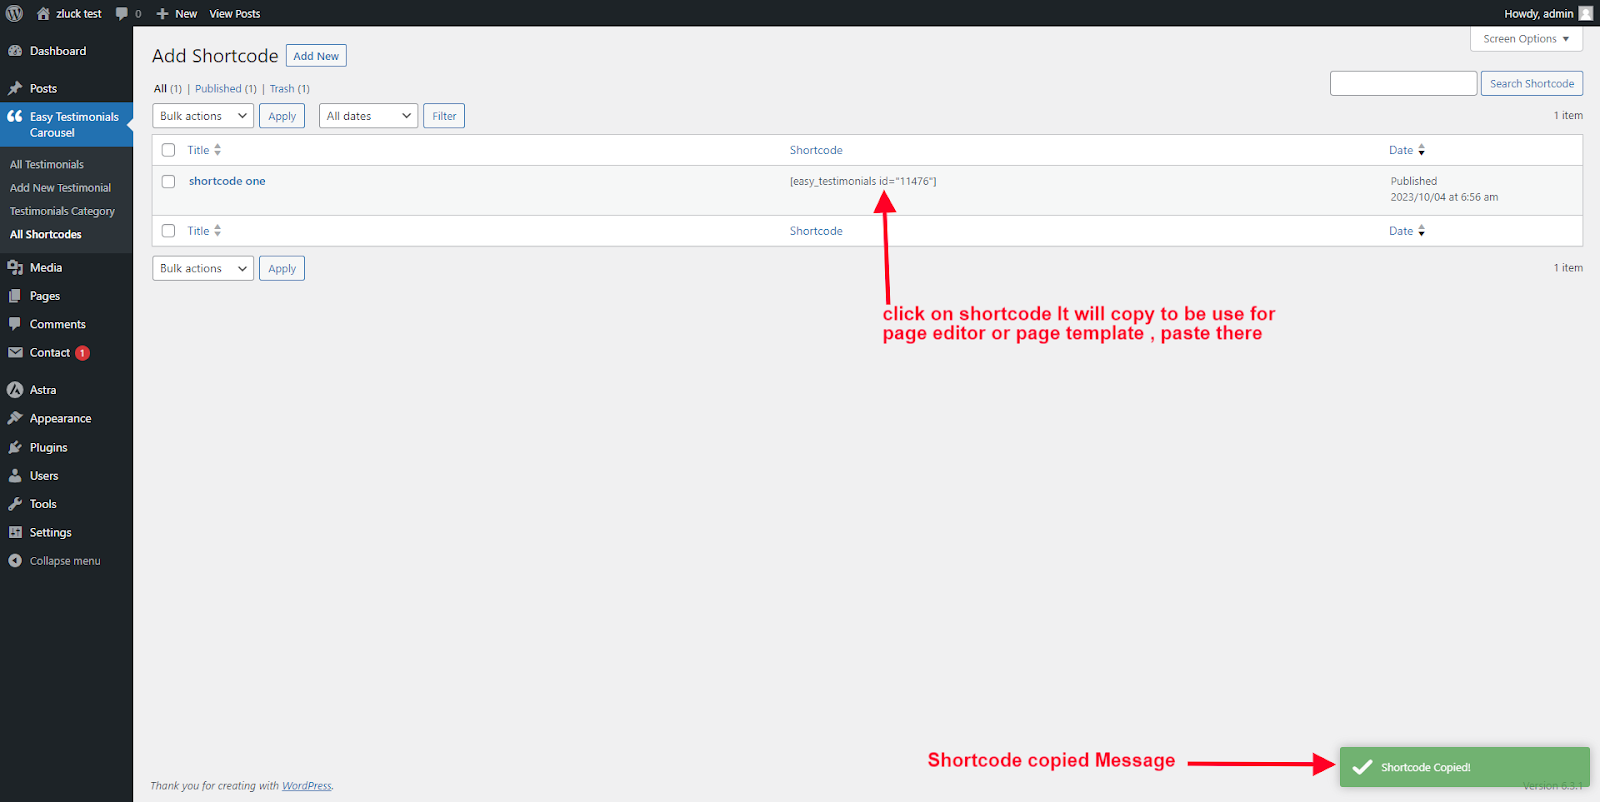 zluck test 0 New View Posts Howdy, admin
Dashboard
Posts
Easy Testimonials
Carousel
All Testimonials
Add New Testimonial
Testimonials Category
All Shortcodes
Media
Pages
Comments
Contact 1
Astra
Appearance
Plugins
Users
Tools
Settings
Collapse menu
Screen Options ▼
Add Shortcode Add New
All (1) | Published (1) | Trash (1)
Search Shortcode
Bulk actions Apply All dates Filter 1 item
Title Shortcode Date
shortcode one [easy_testimonials id="11476"] Published
2023/10/04 at 6:56 am
Title Shortcode Date
Bulk actions Apply 1 item
click on shortcode It will copy to be use for
page editor or page template , paste there
Shortcode copied Message
Shortcode Copied!
Thank you for creating with WordPress. Version 6.3.1